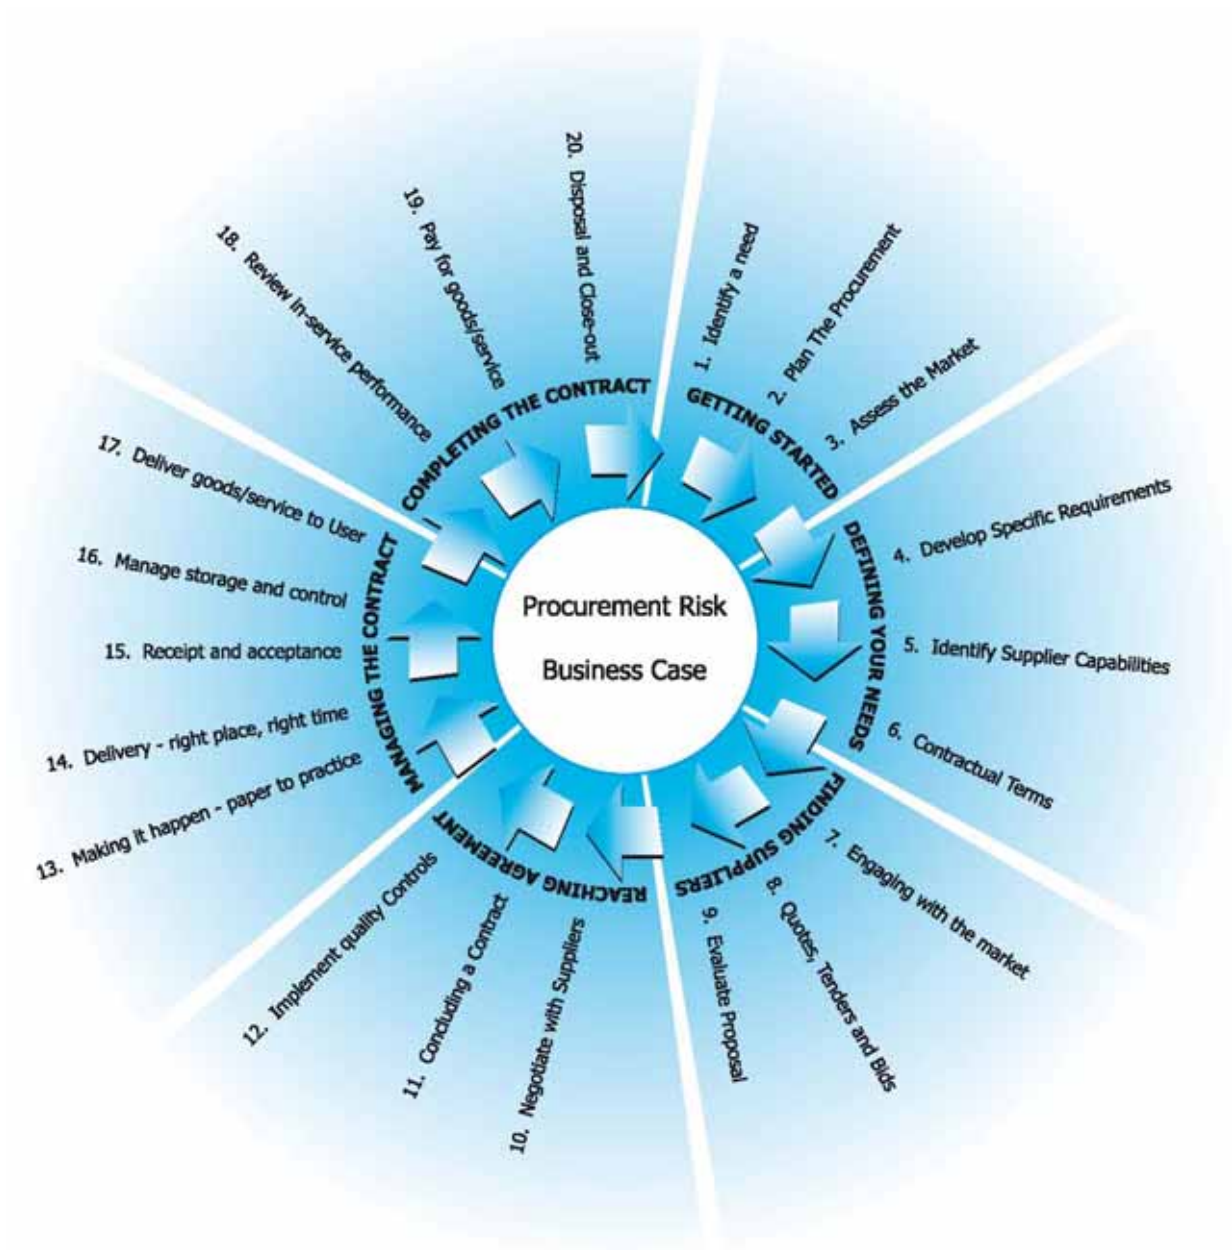 Procurement Risk
Business Case
GETTING STARTED
1. Identify a need
2. Plan The Procurement
3. Assess the Market
DEFINING YOUR NEEDS
4. Develop Specific Requirements
5. Identify Supplier Capabilities
6. Contractual Terms
FINDING SUPPLIERS
7. Engaging with the market
8. Quotes, Tenders and Bids
9. Evaluate Proposal
REACHING AGREEMENT
10. Negotiate with Suppliers
11. Concluding a Contract
12. Implement quality Controls
MANAGING THE CONTRACT
13. Making it happen - paper to practice
14. Delivery - right place, right time
15. Receipt and acceptance
16. Manage storage and control
17. Deliver goods/service to User
COMPLETING THE CONTRACT
18. Review in-service performance
19. Pay for goods/service
20. Disposal and Close-out